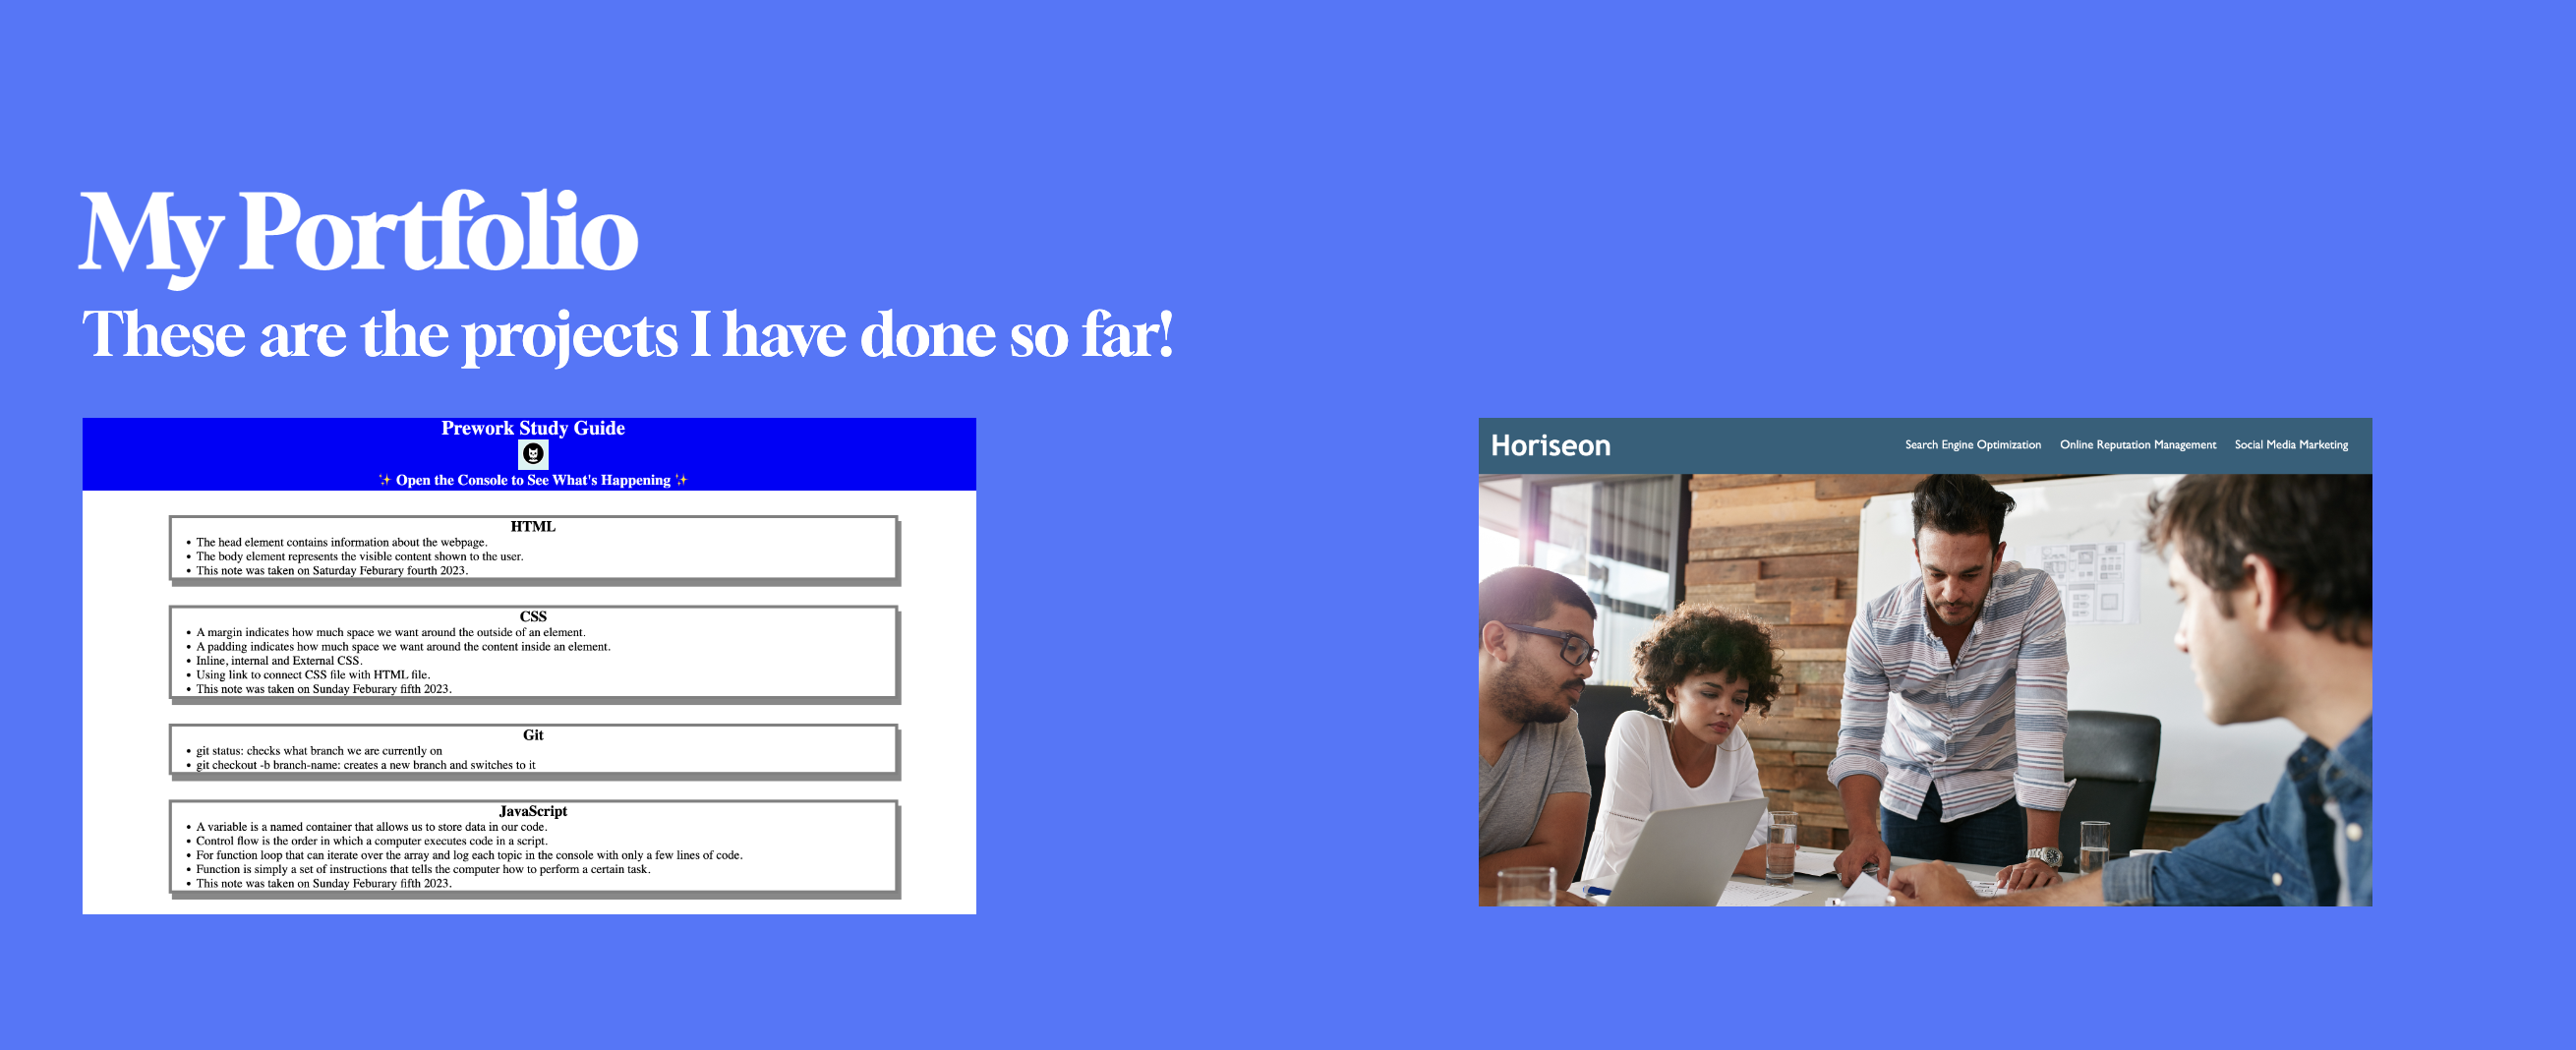 My Portfolio
These are the projects I have done so far!
Prework Study Guide
✨ Open the Console to See What's Happening ✨
HTML
• The head element contains information about the webpage.
• The body element represents the visible content shown to the user.
• This note was taken on Saturday Feburary fourth 2023.
CSS
• A margin indicates how much space we want around the outside of an element.
• A padding indicates how much space we want around the content inside an element.
• Inline, internal and External CSS.
• Using link to connect CSS file with HTML file.
• This note was taken on Sunday Feburary fifth 2023.
Git
• git status: checks what branch we are currently on
• git checkout -b branch-name: creates a new branch and switches to it
JavaScript
• A variable is a named container that allows us to store data in our code.
• Control flow is the order in which a computer executes code in a script.
• For function loop that can iterate over the array and log each topic in the console with only a few lines of code.
• Function is simply a set of instructions that tells the computer how to perform a certain task.
• This note was taken on Sunday Feburary fifth 2023.
Horiseon
Search Engine Optimization
Online Reputation Management
Social Media Marketing